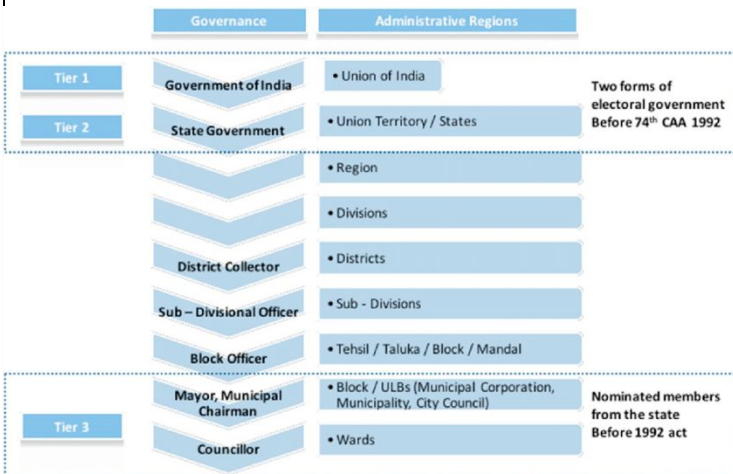 Governance
Administrative Regions
Tier 1
Government of India
• Union of India
Two forms of
electoral government
Before 74th CAA 1992
Tier 2
State Government
• Union Territory / States
• Region
• Divisions
District Collector
• Districts
Sub – Divisional Officer
• Sub - Divisions
Block Officer
• Tehsil / Taluka / Block / Mandal
Mayor, Municipal
Chairman
• Block / ULBs (Municipal Corporation,
Municipality, City Council)
Nominated members
from the state
Before 1992 act
Tier 3
Councillor
• Wards